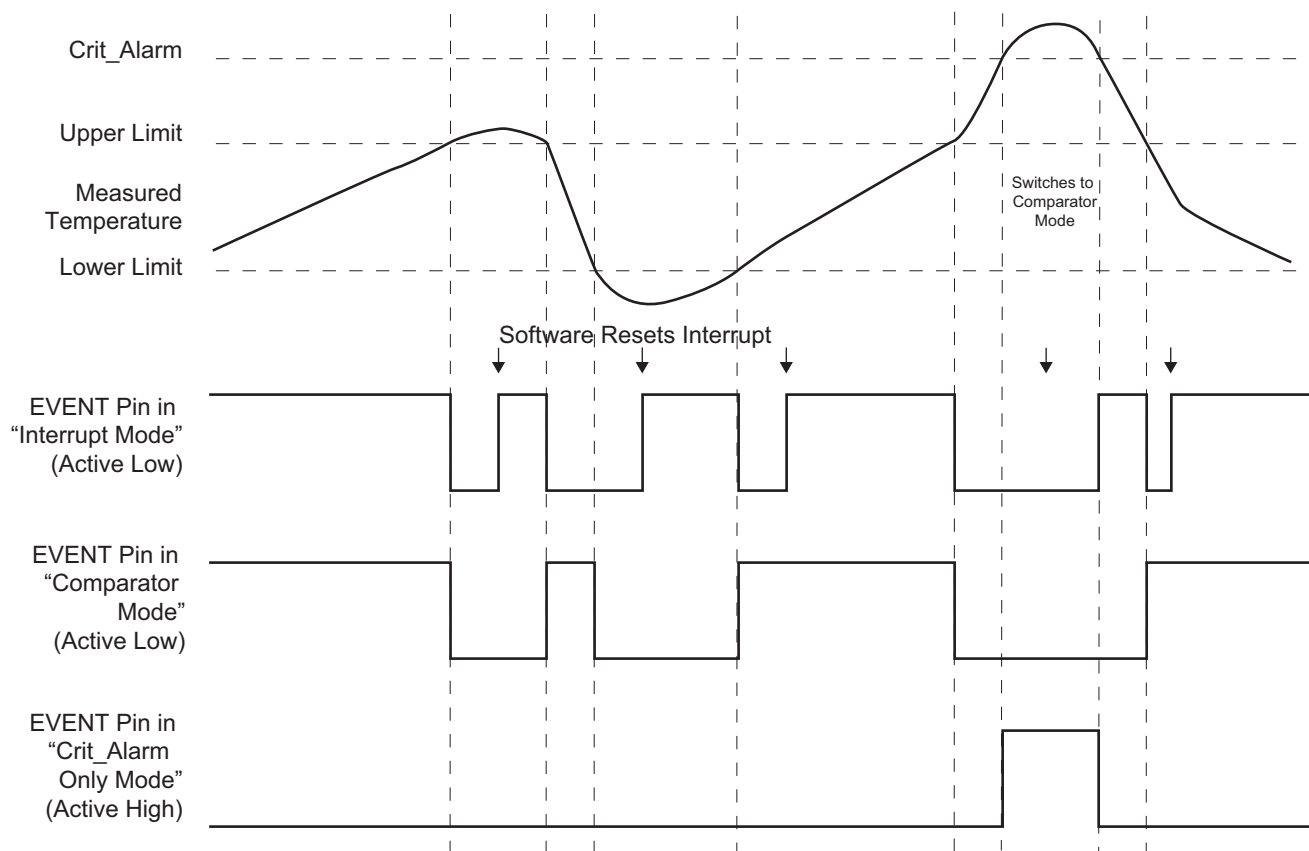 Crit_Alarm
Upper Limit
Measured
Temperature
Switches to
Comparator
Mode
Lower Limit
Software Resets Interrupt
EVENT Pin in
“Interrupt Mode”
(Active Low)
EVENT Pin in
“Comparator
Mode”
(Active Low)
EVENT Pin in
“Crit_Alarm
Only Mode”
(Active High)